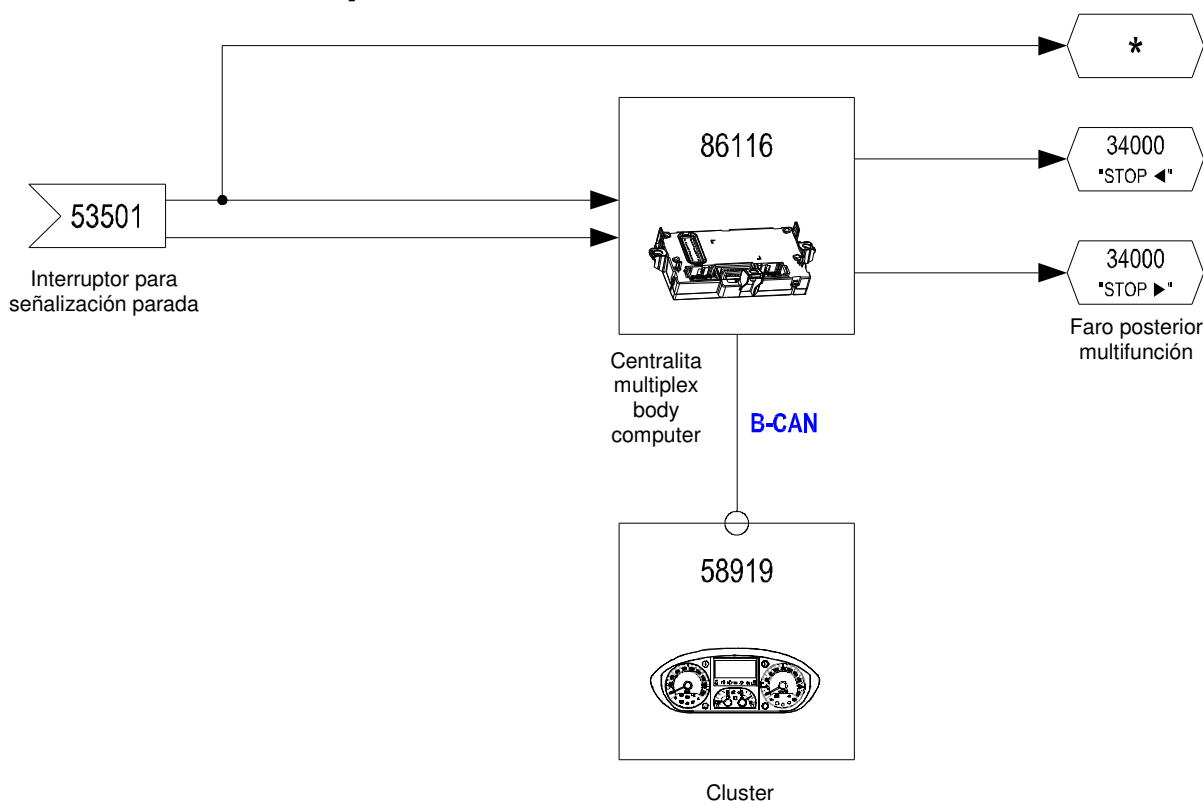 *
86116
34000
"STOP ◀"
53501
34000
"STOP ▶"
Interruptor para
señalización parada
Faro posterior
multifunción
Centralita
multiplex
body
computer
B-CAN
58919
Cluster